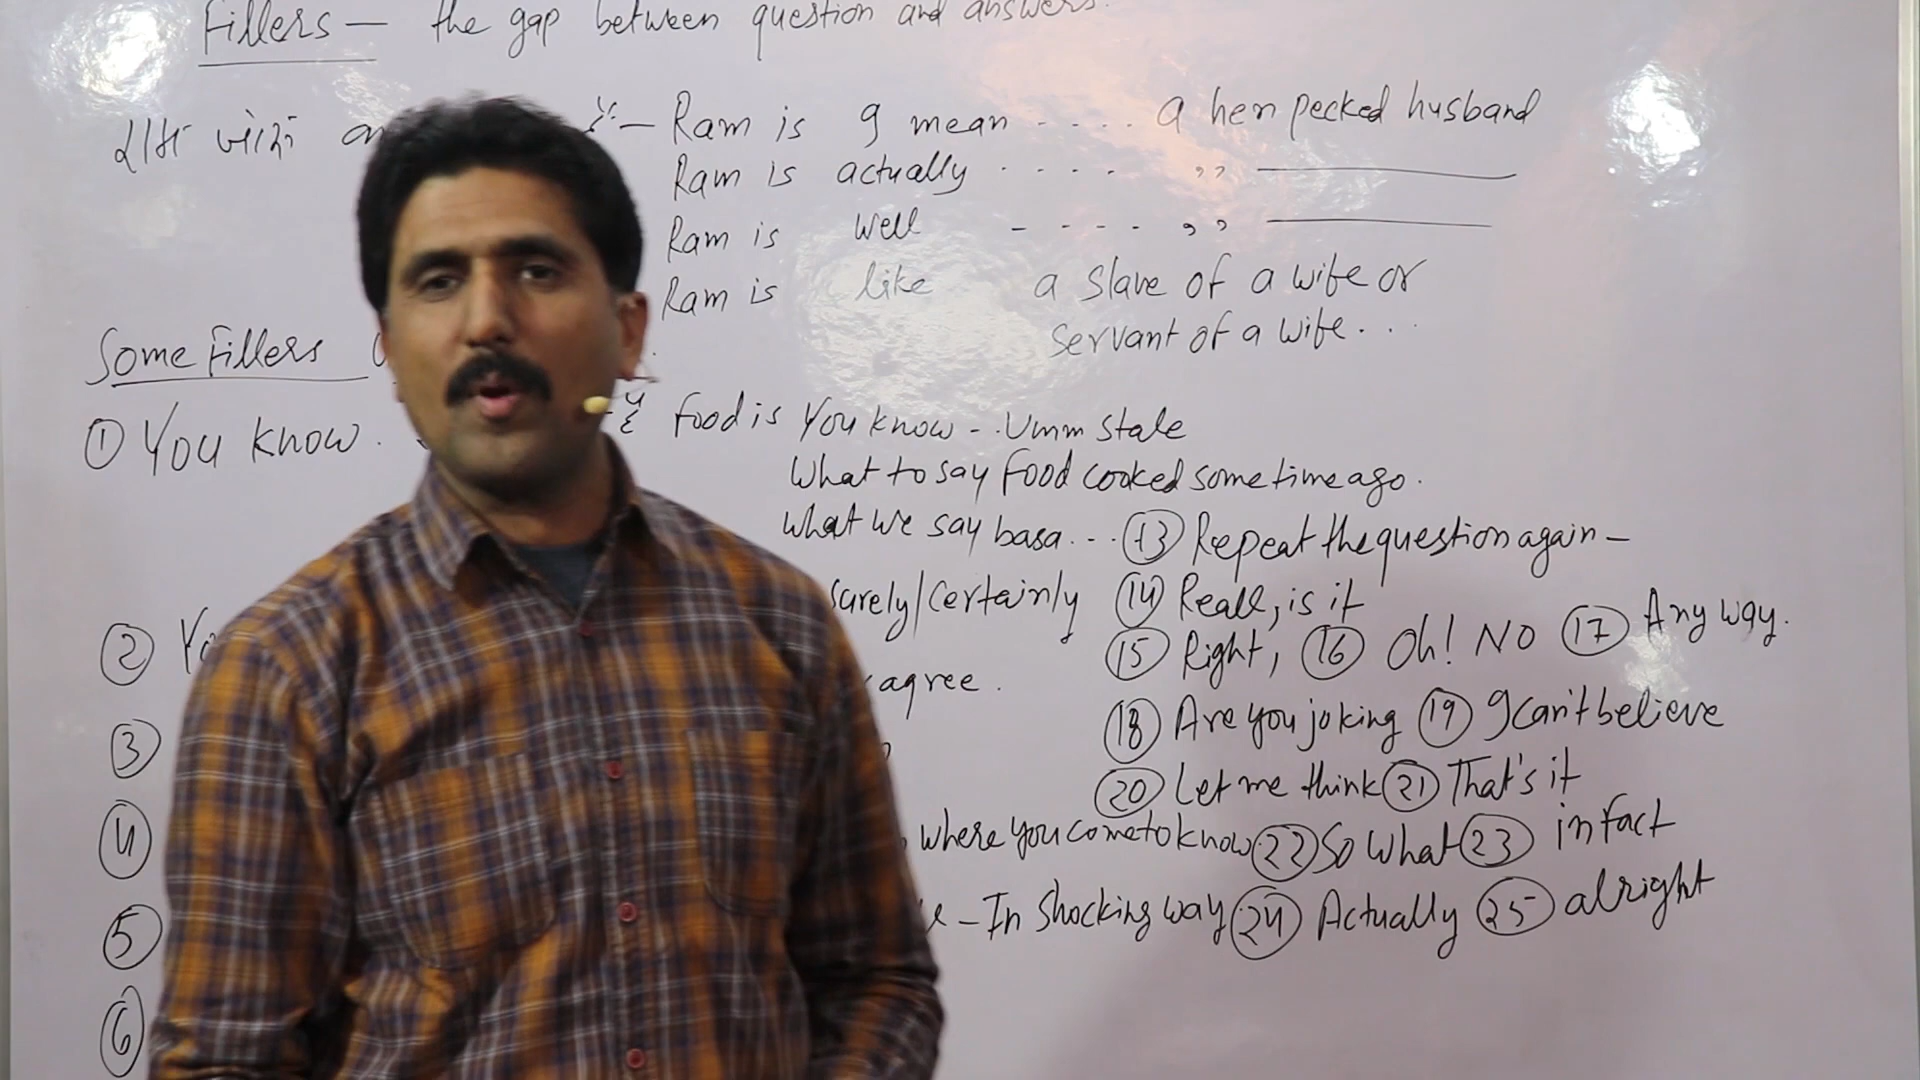 Fillers — the gap between question and answers.
राम जोरू का
Ex:— Ram is I mean - . . . a hen pecked husband
Ram is actually . . . . ,, ———
Ram is well - - - - ,, ———
Ram is like a slave of a wife or
servant of a wife. . .
Some Fillers
① You know.
Food is You know - . . Umm stale
What to say Food cooked some time ago.
What we say basa. . . . ⑬ Repeat the question again —
② surely/certainly ⑭ Reall, is it
⑮ Right, ⑯ Oh! No ⑰ Any way.
agree.
③ ⑱ Are you joking ⑲ I can't believe
⑳ Let me think ㉑ That's it
④ where you come to know. ㉒ So what ㉓ in fact
⑤ — In shocking way ㉔ Actually ㉕ alright
⑥